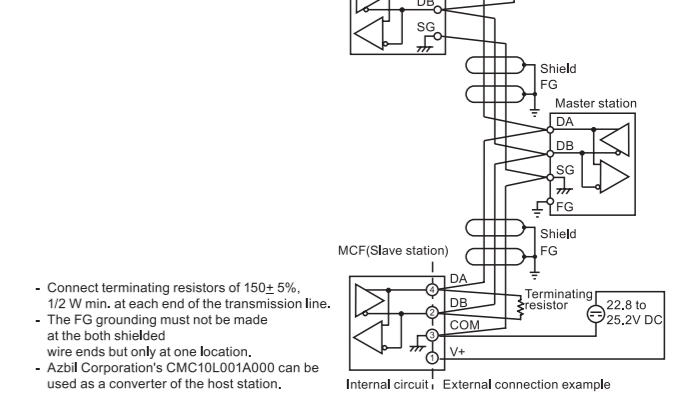 DB
SG
Shield
FG
Master station
DA
DB
SG
FG
Shield
FG
MCF(Slave station)
DA
4
DB
2
COM
3
V+
1
Terminating
resistor
22.8 to
25.2V DC
Internal circuit
External connection example
- Connect terminating resistors of 150± 5%,
1/2 W min. at each end of the transmission line.
- The FG grounding must not be made
at the both shielded
wire ends but only at one location.
- Azbil Corporation's CMC10L001A000 can be
used as a converter of the host station.